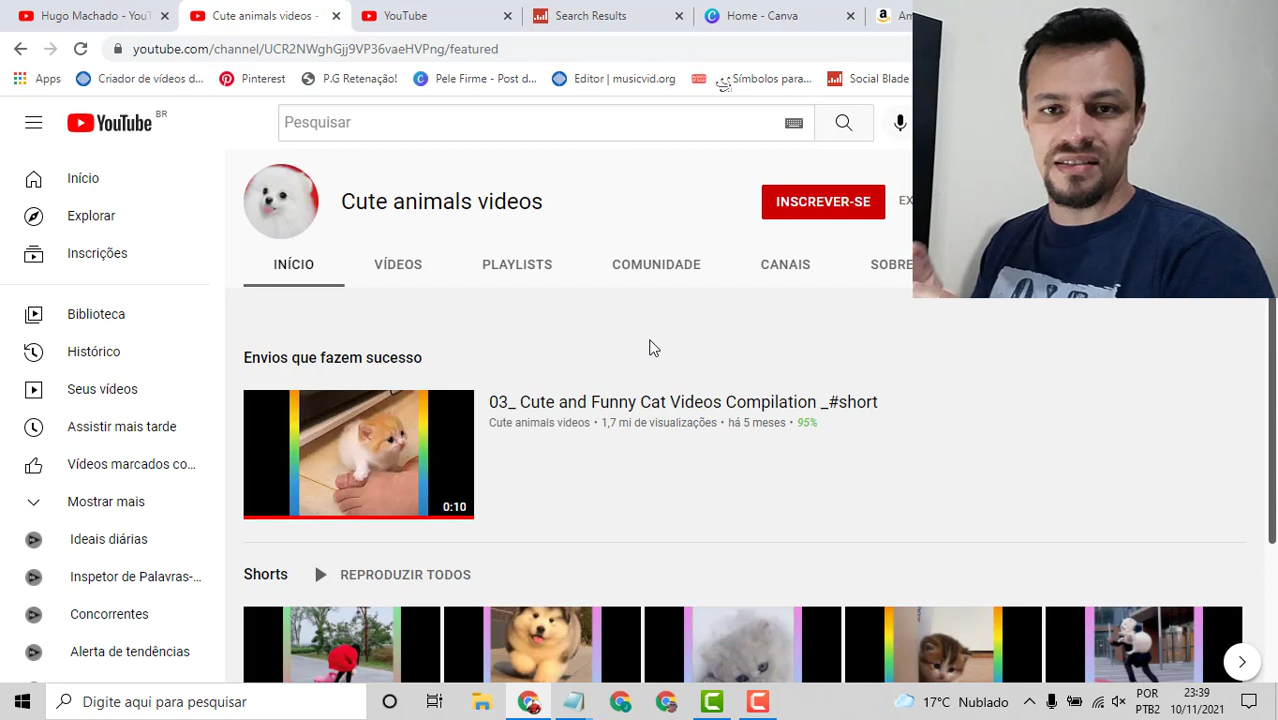 Hugo Machado - YouT
Cute animals videos -
YouTube
Search Results
Home - Canva
Am
youtube.com/channel/UCR2NWghGjj9VP36vaeHVPng/featured
Apps
Criador de vídeos d...
Pinterest
P.G Retenação!
Pele Firme - Post d...
Editor | musicvid.org
Símbolos para...
Social Blade
YouTube BR
Pesquisar
Início
Explorar
Inscrições
Biblioteca
Histórico
Seus vídeos
Assistir mais tarde
Vídeos marcados co...
Mostrar mais
Ideais diárias
Inspetor de Palavras-...
Concorrentes
Alerta de tendências
Cute animals videos
INSCREVER-SE
INÍCIO
VÍDEOS
PLAYLISTS
COMUNIDADE
CANAIS
SOBRE
Envios que fazem sucesso
03_ Cute and Funny Cat Videos Compilation _#short
Cute animals videos • 1,7 mi de visualizações • há 5 meses • 95%
0:10
Shorts
REPRODUZIR TODOS
Digite aqui para pesquisar
17°C Nublado
POR
PTB2
23:39
10/11/2021